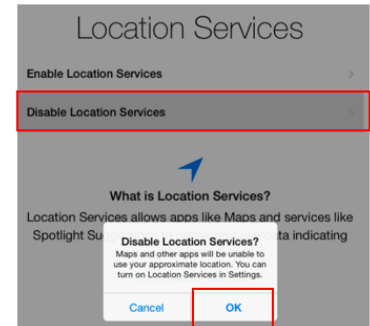 Location Services
Enable Location Services
Disable Location Services
What is Location Services?
Location Services allows apps like Maps and services like
Spotlight Su ta indicating
Disable Location Services?
Maps and other apps will be unable to
use your approximate location. You can
turn on Location Services in Settings.
Cancel OK